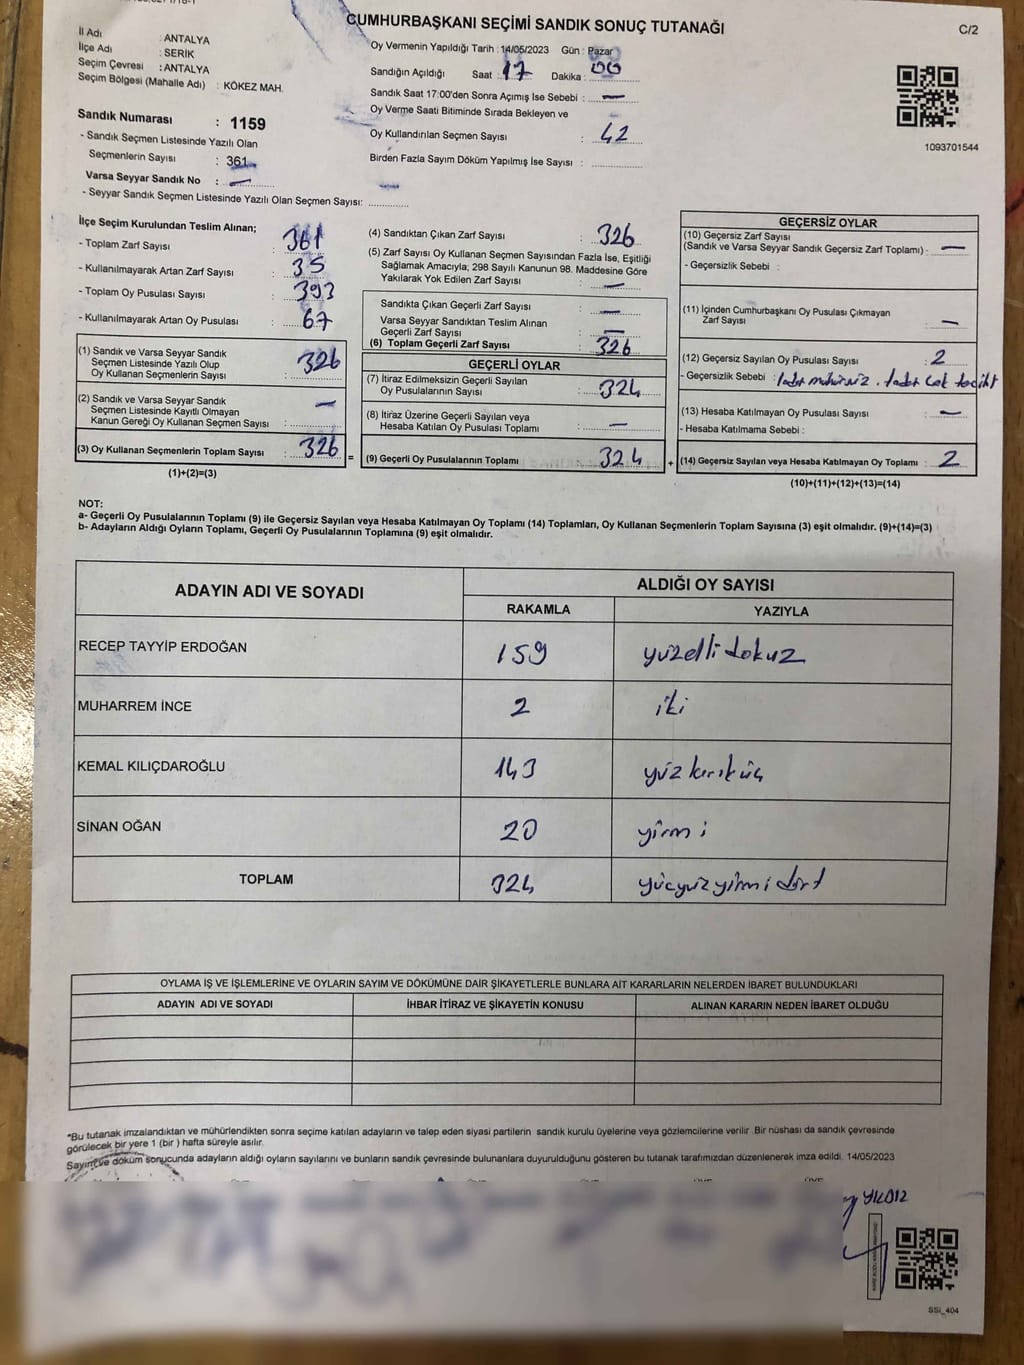 CUMHURBAŞKANI SEÇİMİ SANDIK SONUÇ TUTANAĞI
C/2
İl Adı : ANTALYA
İlçe Adı : SERİK
Seçim Çevresi : ANTALYA
Seçim Bölgesi (Mahalle Adı) : KÖKEZ MAH.
Oy Vermenin Yapıldığı Tarih : 14/05/2023 Gün : Pazar
Sandığın Açıldığı Saat : 17 Dakika : 00
Sandık Saat 17:00'den Sonra Açımış Ise Sebebi : —
Oy Verme Saati Bitiminde Sırada Bekleyen ve
Oy Kullandırılan Seçmen Sayısı : 42
Birden Fazla Sayım Döküm Yapılmış İse Sayısı :
1093701544
Sandık Numarası : 1159
- Sandık Seçmen Listesinde Yazılı Olan
Seçmenlerin Sayısı : 361
Varsa Seyyar Sandık No : —
- Seyyar Sandık Seçmen Listesinde Yazılı Olan Seçmen Sayısı: —
İlçe Seçim Kurulundan Teslim Alınan;
- Toplam Zarf Sayısı : 361
- Kullanılmayarak Artan Zarf Sayısı : 35
- Toplam Oy Pusulası Sayısı : 393
- Kullanılmayarak Artan Oy Pusulası : 67
(1) Sandık ve Varsa Seyyar Sandık
Seçmen Listesinde Yazılı Olup
Oy Kullanan Seçmenlerin Sayısı : 326
(2) Sandık ve Varsa Seyyar Sandık
Seçmen Listesinde Kayıtlı Olmayan
Kanun Gereği Oy Kullanan Seçmen Sayısı : —
(3) Oy Kullanan Seçmenlerin Toplam Sayısı : 326 =
(1)+(2)=(3)
(4) Sandıktan Çıkan Zarf Sayısı : 326
(5) Zarf Sayısı Oy Kullanan Seçmen Sayısından Fazla İse, Eşitliği
Sağlamak Amacıyla; 298 Sayılı Kanunun 98. Maddesine Göre
Yakılarak Yok Edilen Zarf Sayısı : —
Sandıkta Çıkan Geçerli Zarf Sayısı : —
Varsa Seyyar Sandıktan Teslim Alınan
Geçerli Zarf Sayısı : —
(6) Toplam Geçerli Zarf Sayısı : 326
GEÇERLİ OYLAR
(7) İtiraz Edilmeksizin Geçerli Sayılan
Oy Pusulalarının Sayısı : 324
(8) İtiraz Üzerine Geçerli Sayılan veya
Hesaba Katılan Oy Pusulası Toplamı : —
(9) Geçerli Oy Pusulalarının Toplamı : 324 +
GEÇERSİZ OYLAR
(10) Geçersiz Zarf Sayısı
(Sandık ve Varsa Seyyar Sandık Geçersiz Zarf Toplamı) : —
- Geçersizlik Sebebi :
(11) İçinden Cumhurbaşkanı Oy Pusulası Çıkmayan
Zarf Sayısı : —
(12) Geçersiz Sayılan Oy Pusulası Sayısı : 2
- Geçersizlik Sebebi : 1 adet mühürsüz . 1 adet çok terciht
(13) Hesaba Katılmayan Oy Pusulası Sayısı : —
- Hesaba Katılmama Sebebi :
(14) Geçersiz Sayılan veya Hesaba Katılmayan Oy Toplamı : 2
(10)+(11)+(12)+(13)=(14)
NOT:
a- Geçerli Oy Pusulalarının Toplamı (9) ile Geçersiz Sayılan veya Hesaba Katılmayan Oy Toplamı (14) Toplamları, Oy Kullanan Seçmenlerin Toplam Sayısına (3) eşit olmalıdır. (9)+(14)=(3)
b- Adayların Aldığı Oyların Toplamı, Geçerli Oy Pusulalarının Toplamına (9) eşit olmalıdır.
ADAYIN ADI VE SOYADI ALDIĞI OY SAYISI
RAKAMLA YAZIYLA
RECEP TAYYİP ERDOĞAN 159 yüzellidokuz
MUHARREM İNCE 2 iki
KEMAL KILIÇDAROĞLU 143 yüz kırıküç
SİNAN OĞAN 20 yirmi
TOPLAM 324 yücyüzyirmi dört
OYLAMA İŞ VE İŞLEMLERİNE VE OYLARIN SAYIM VE DÖKÜMÜNE DAİR ŞİKAYETLERLE BUNLARA AİT KARARLARIN NELERDEN İBARET BULUNDUKLARI
ADAYIN ADI VE SOYADI İHBAR İTİRAZ VE ŞİKAYETİN KONUSU ALINAN KARARIN NEDEN İBARET OLDUĞU
*Bu tutanak imzalandıktan ve mühürlendikten sonra seçime katılan adayların ve talep eden siyasi partilerin sandık kurulu üyelerine veya gözlemcilerine verilir .Bir nüshası da sandık çevresinde
görülecek bir yere 1 (bir ) hafta süreyle asılır.
Sayım ve döküm sonucunda adayların aldığı oyların sayılarını ve bunların sandık çevresinde bulunanlara duyurulduğunu gösteren bu tutanak tarafımızdan düzenlenerek imza edildi. 14/05/2023
YILDIZ
SSi_404